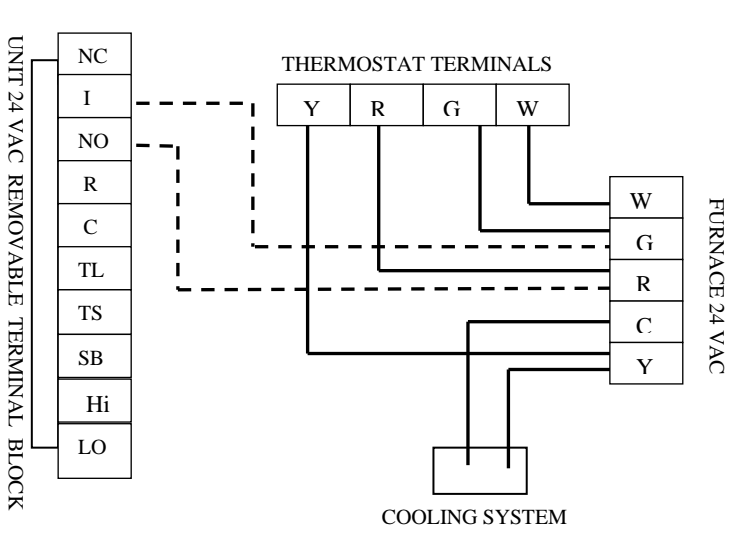 UNIT 24 VAC REMOVABLE TERMINAL BLOCK
NC
I
NO
R
C
TL
TS
SB
Hi
LO
THERMOSTAT TERMINALS
Y R G W
W
G
R
C
Y
FURNACE 24 VAC
COOLING SYSTEM